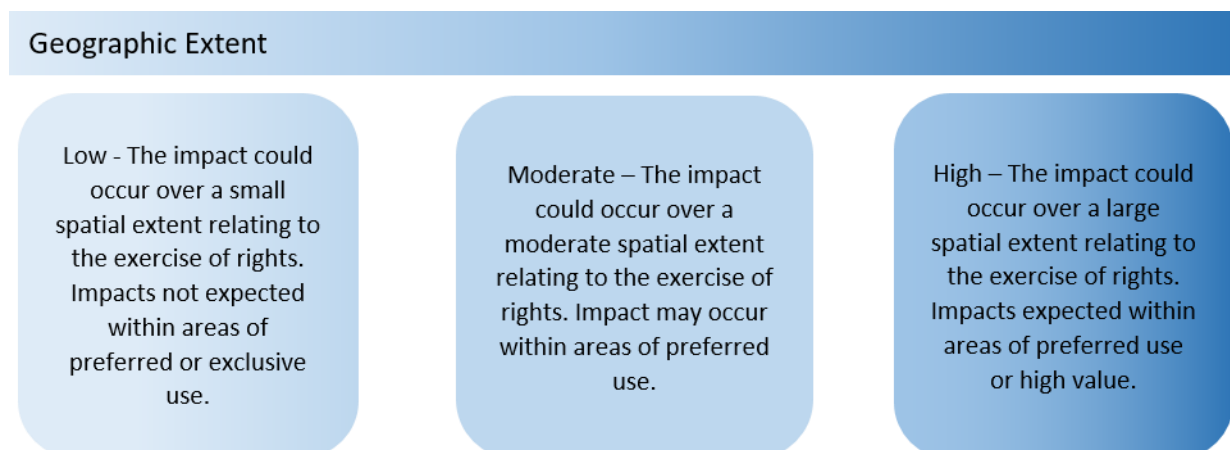 Geographic Extent
Low - The impact could
occur over a small
spatial extent relating to
the exercise of rights.
Impacts not expected
within areas of
preferred or exclusive
use.
Moderate – The impact
could occur over a
moderate spatial extent
relating to the exercise of
rights. Impact may occur
within areas of preferred
use.
High – The impact could
occur over a large
spatial extent relating to
the exercise of rights.
Impacts expected within
areas of preferred use
or high value.